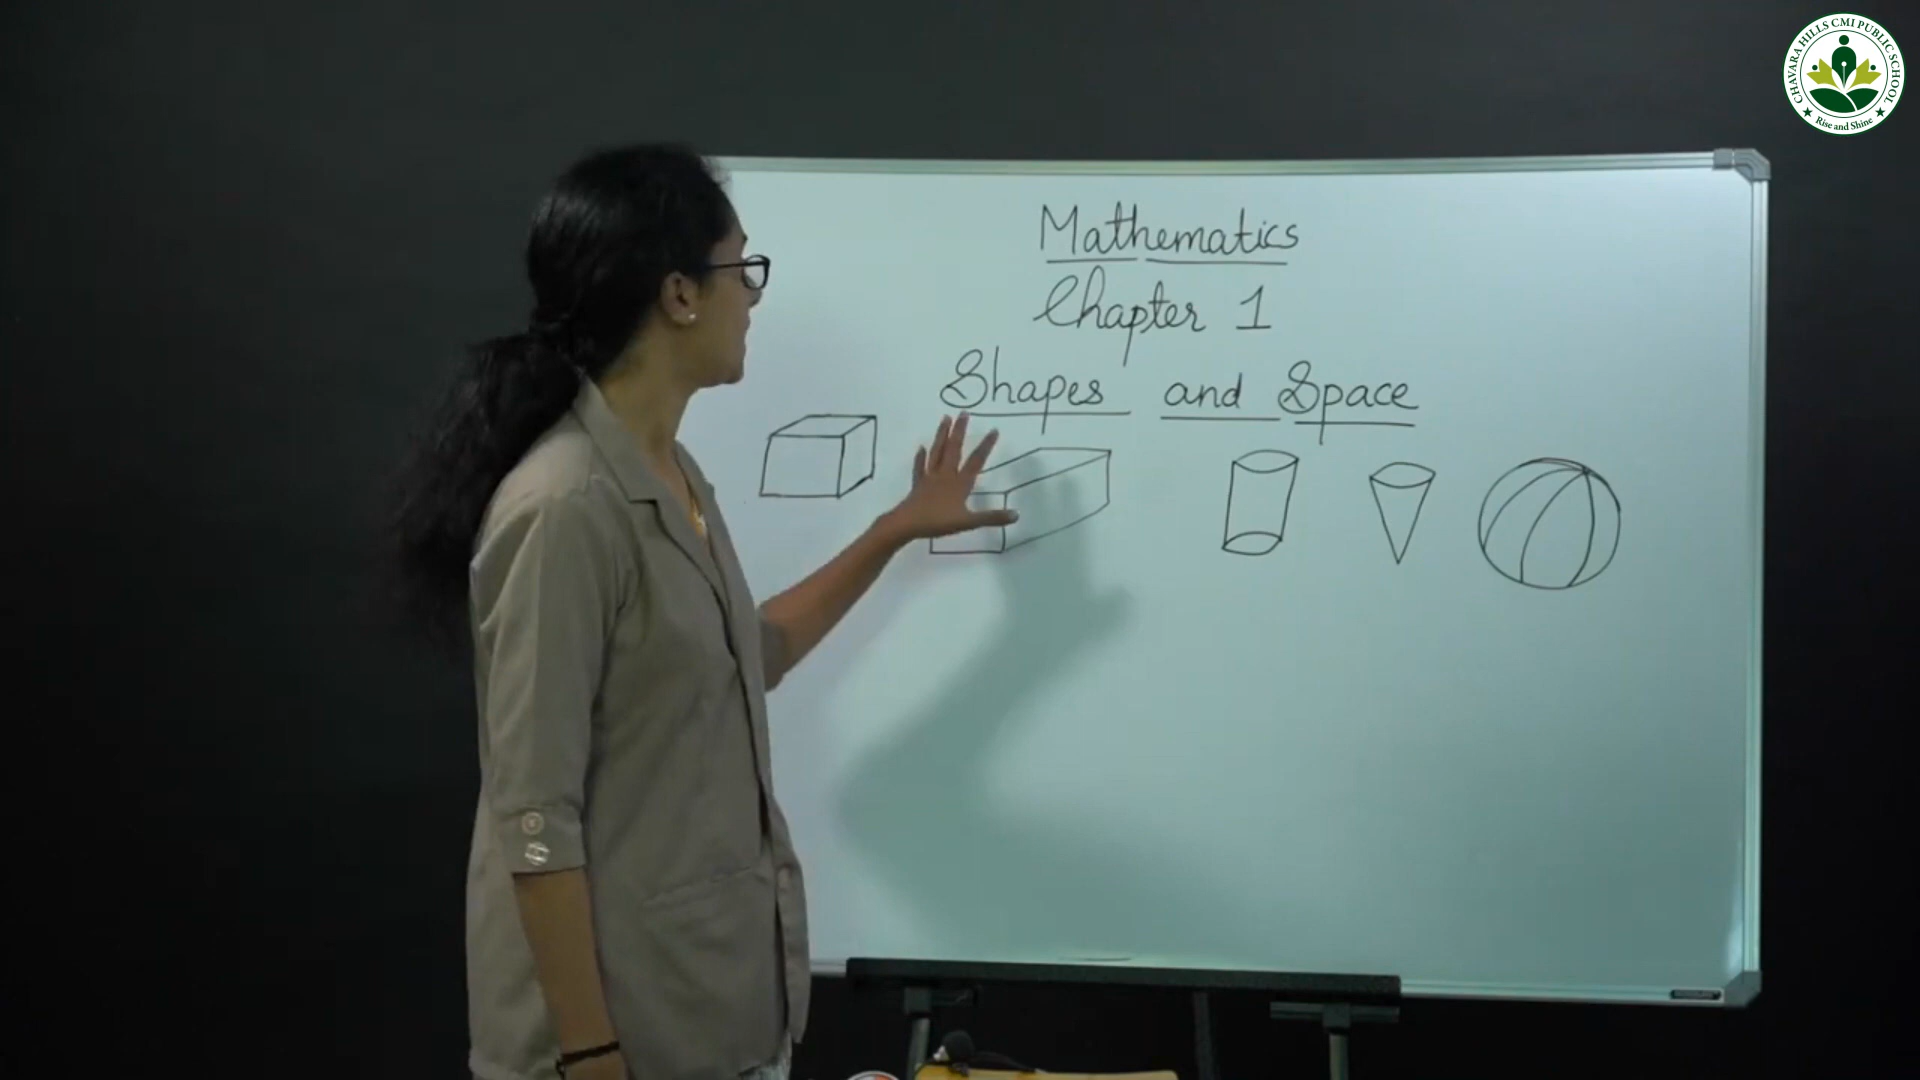 CHAVARA HILLS CMI PUBLIC SCHOOL
Rise and Shine
Mathematics
Chapter 1
Shapes and Space